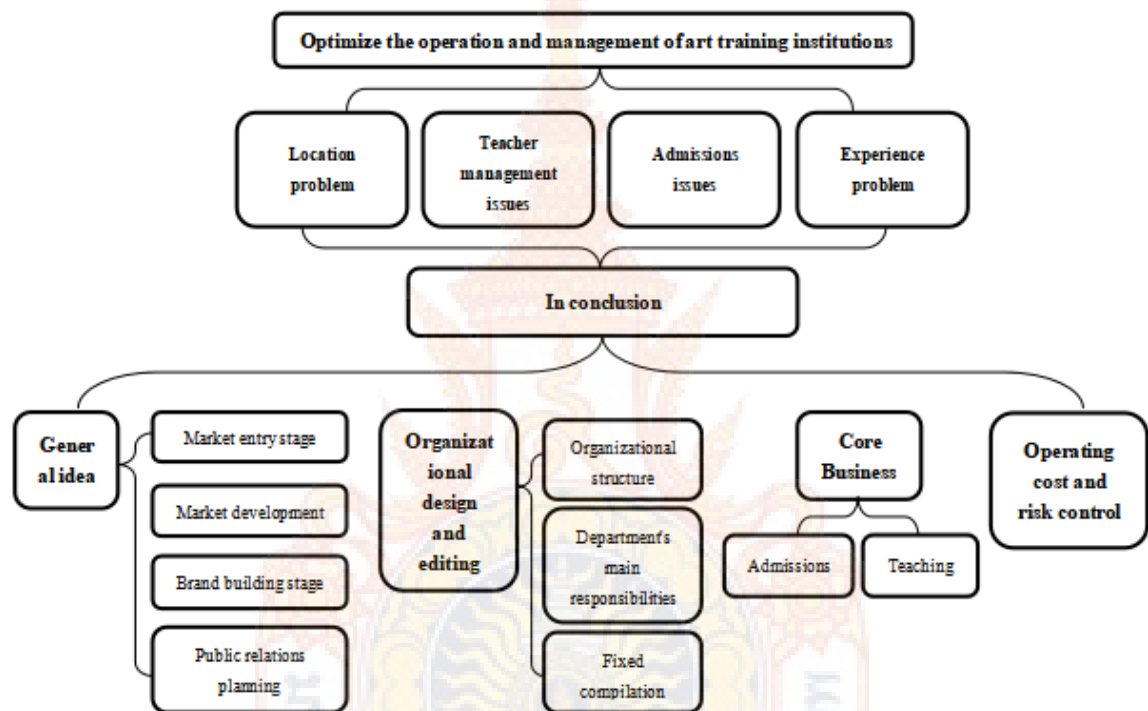 Optimize the operation and management of art training institutions
Location
problem
Teacher
management
issues
Admissions
issues
Experience
problem
In conclusion
Gener
al idea
Market entry stage
Market development
Brand building stage
Public relations
planning
Organizat
ional
design
and
editing
Organizational
structure
Department's
main
responsibilities
Fixed
compilation
Core
Business
Admissions
Teaching
Operating
cost and
risk control